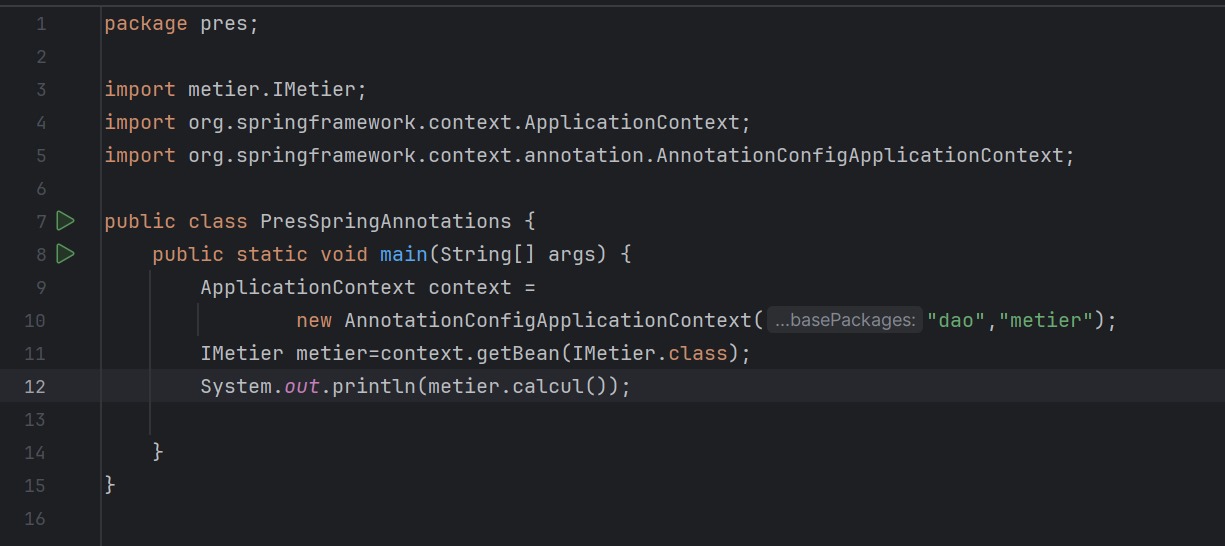 1 package pres;
2
3 import metier.IMetier;
4 import org.springframework.context.ApplicationContext;
5 import org.springframework.context.annotation.AnnotationConfigApplicationContext;
6
7 public class PresSpringAnnotations {
8 public static void main(String[] args) {
9 ApplicationContext context =
10 new AnnotationConfigApplicationContext( ...basePackages: "dao","metier");
11 IMetier metier=context.getBean(IMetier.class);
12 System.out.println(metier.calcul());
13
14 }
15 }
16